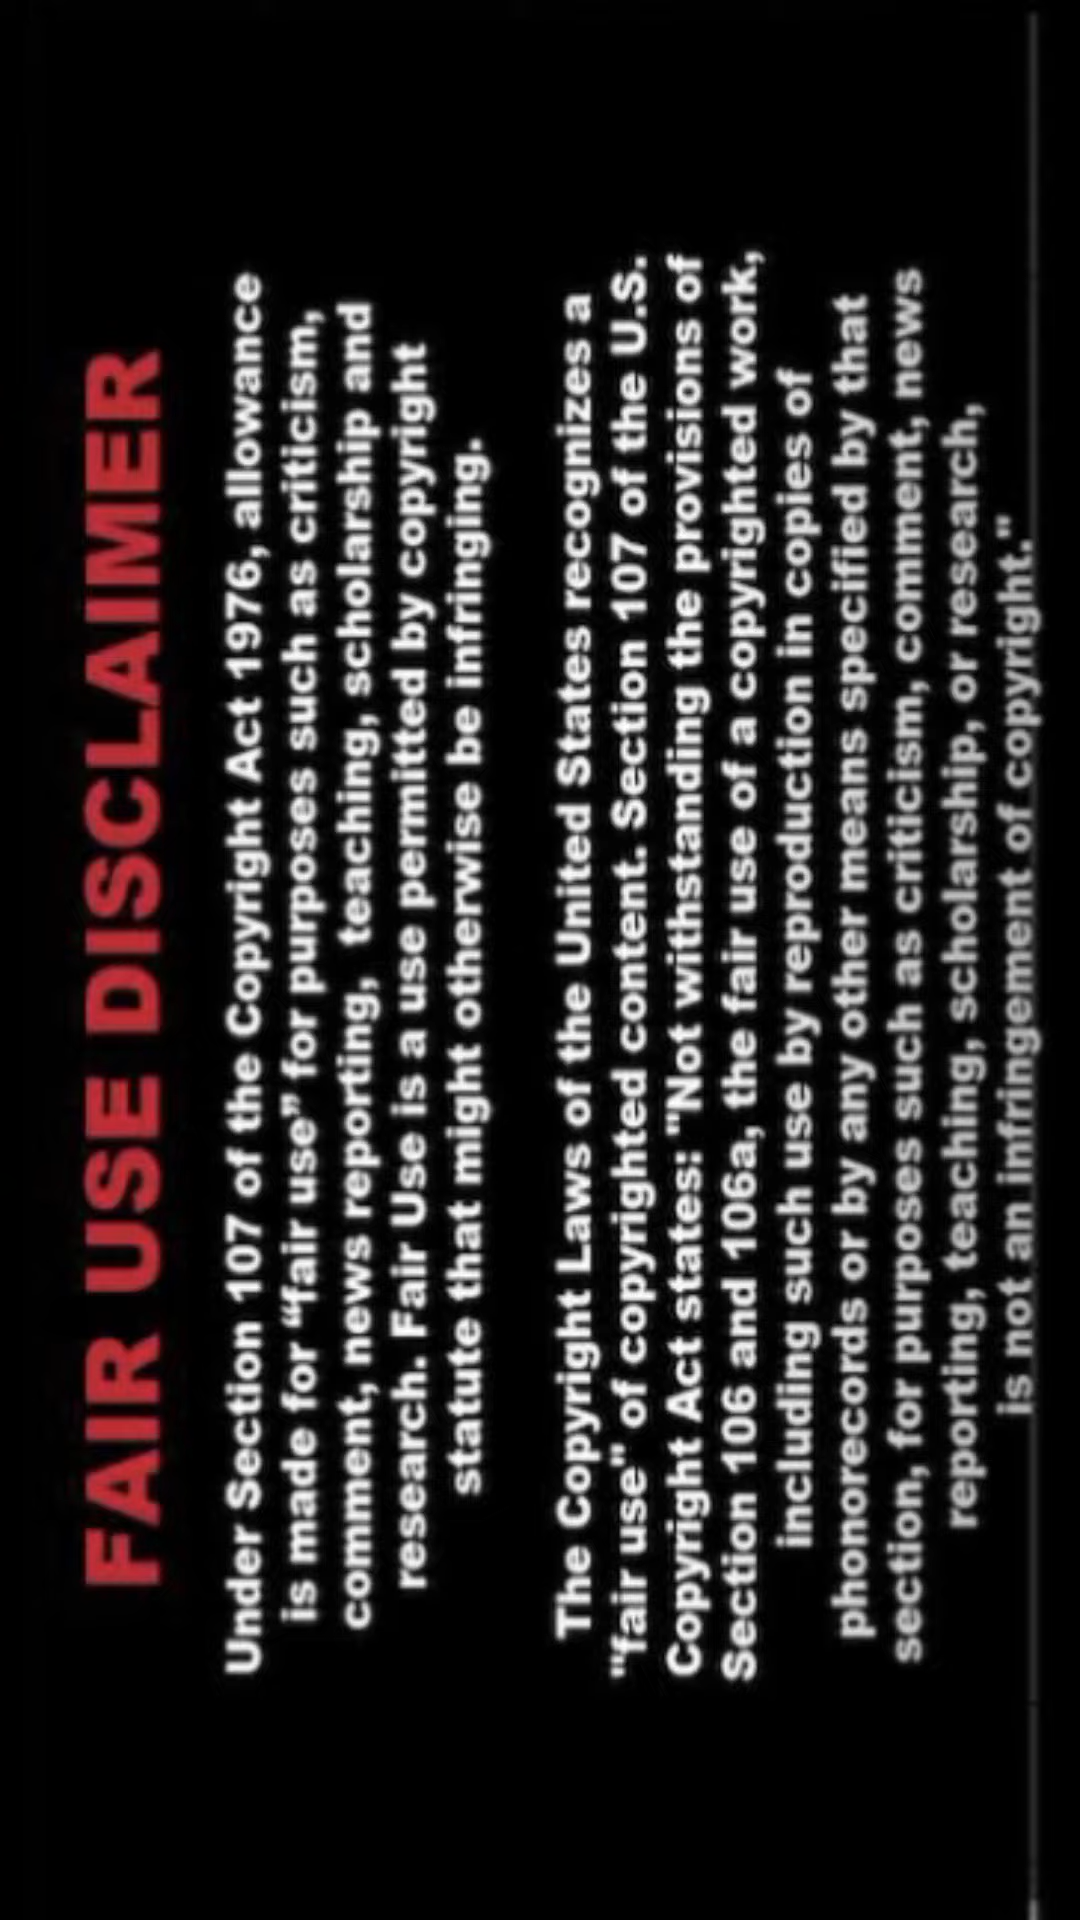 FAIR USE DISCLAIMER
Under Section 107 of the Copyright Act 1976, allowance
is made for “fair use” for purposes such as criticism,
comment, news reporting,  teaching, scholarship and
research. Fair Use is a use permitted by copyright
statute that might otherwise be infringing.
The Copyright Laws of the United States recognizes a
"fair use" of copyrighted content. Section 107 of the U.S.
Copyright Act states: "Not withstanding the provisions of
Section 106 and 106a, the fair use of a copyrighted work,
including such use by reproduction in copies of
phonorecords or by any other means specified by that
section, for purposes such as criticism, comment, news
reporting, teaching, scholarship, or research,
is not an infringement of copyright."